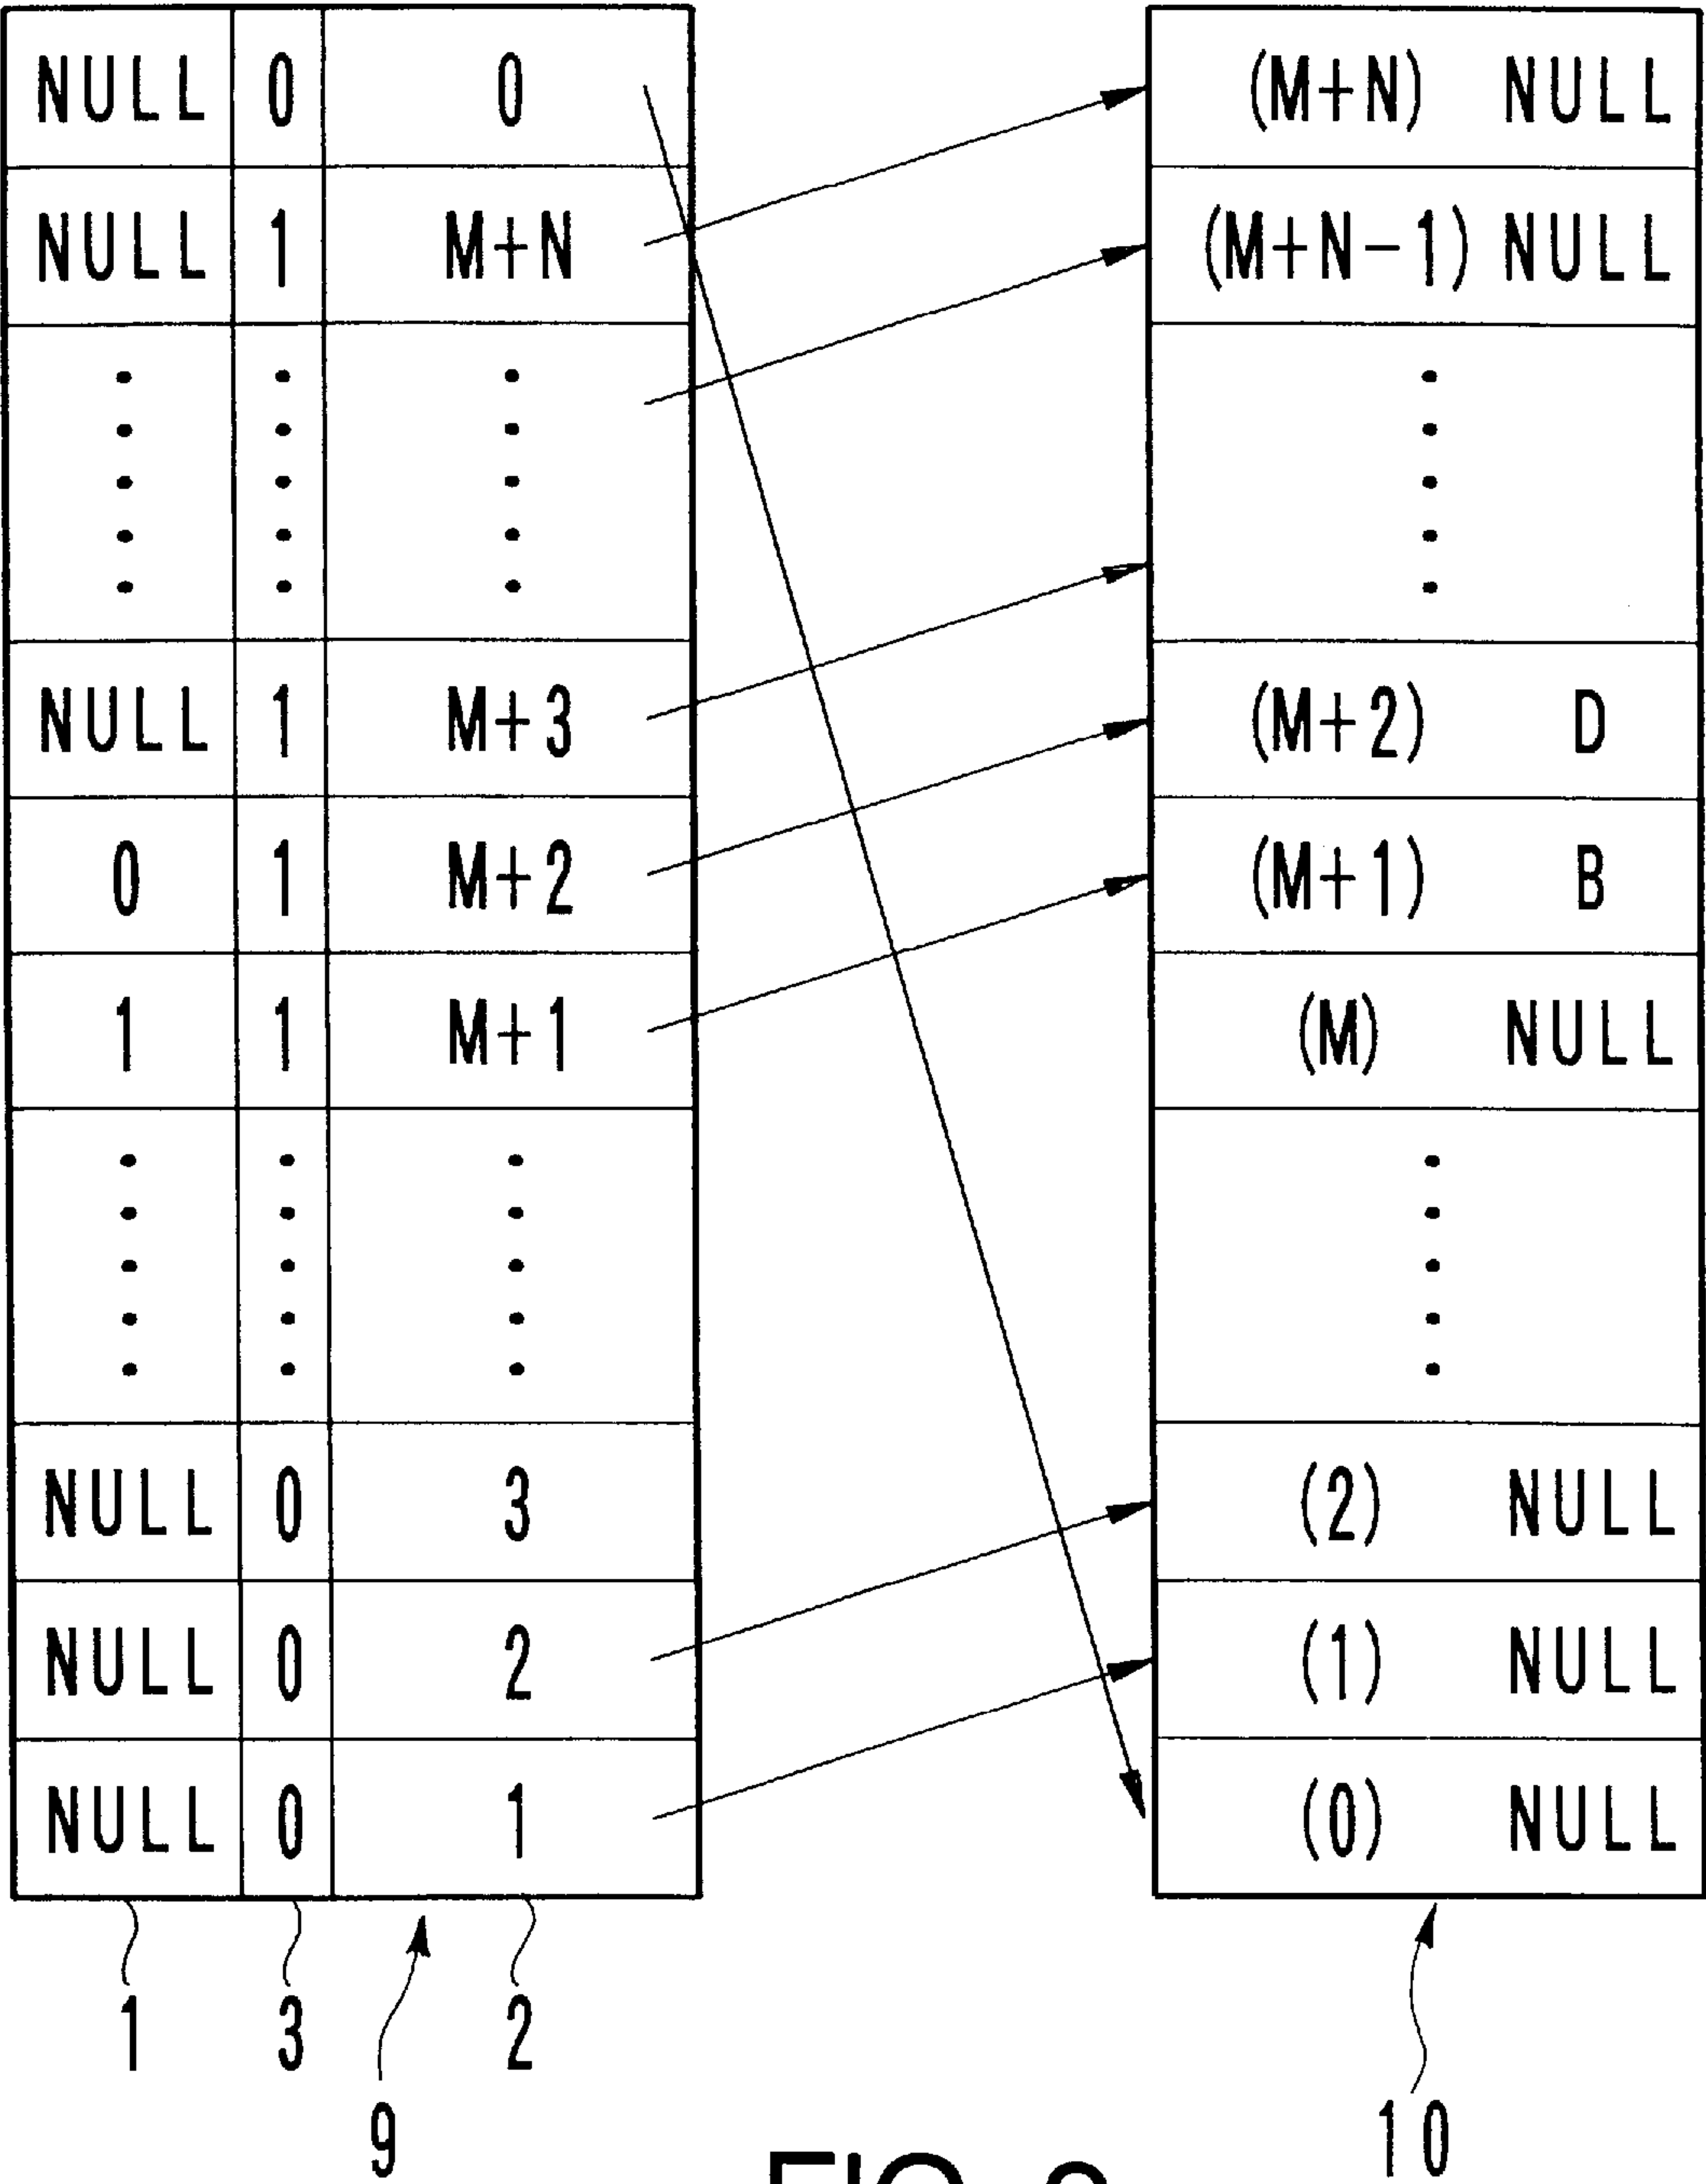 NULL 0 0 (M+N) NULL
NULL 1 M+N (M+N-1) NULL
NULL 1 M+3
(M+2) D
0 1 M+2 (M+1) B
1 1 M+1 (M) NULL
NULL 0 3 (2) NULL
NULL 0 2 (1) NULL
NULL 0 1 (0) NULL
1 3 2
9 10
FIG.